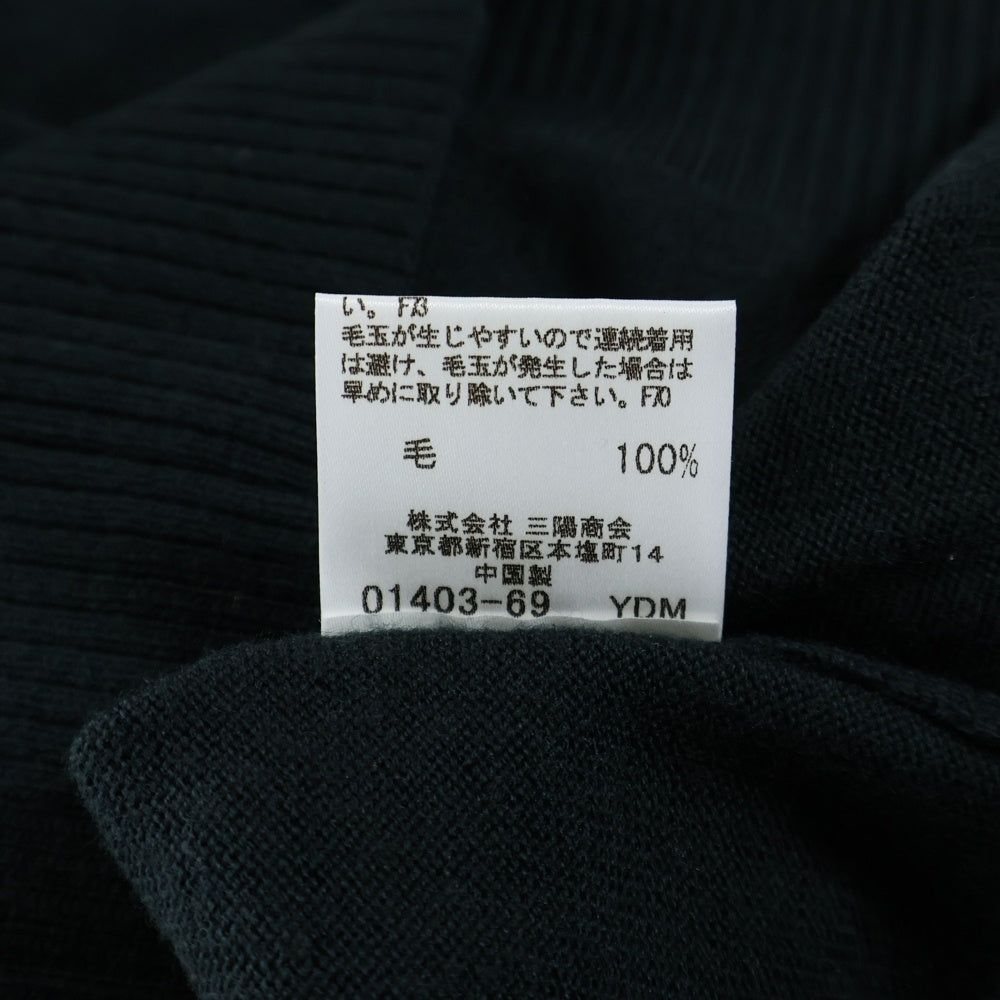 い。 F73
毛玉が生じやすいので連続着用
は避け、毛玉が発生した場合は
早めに取り除いて下さい。F70
毛 100%
株式会社 三陽商会
東京都新宿区本塩町14
中国製
01403-69 YDM